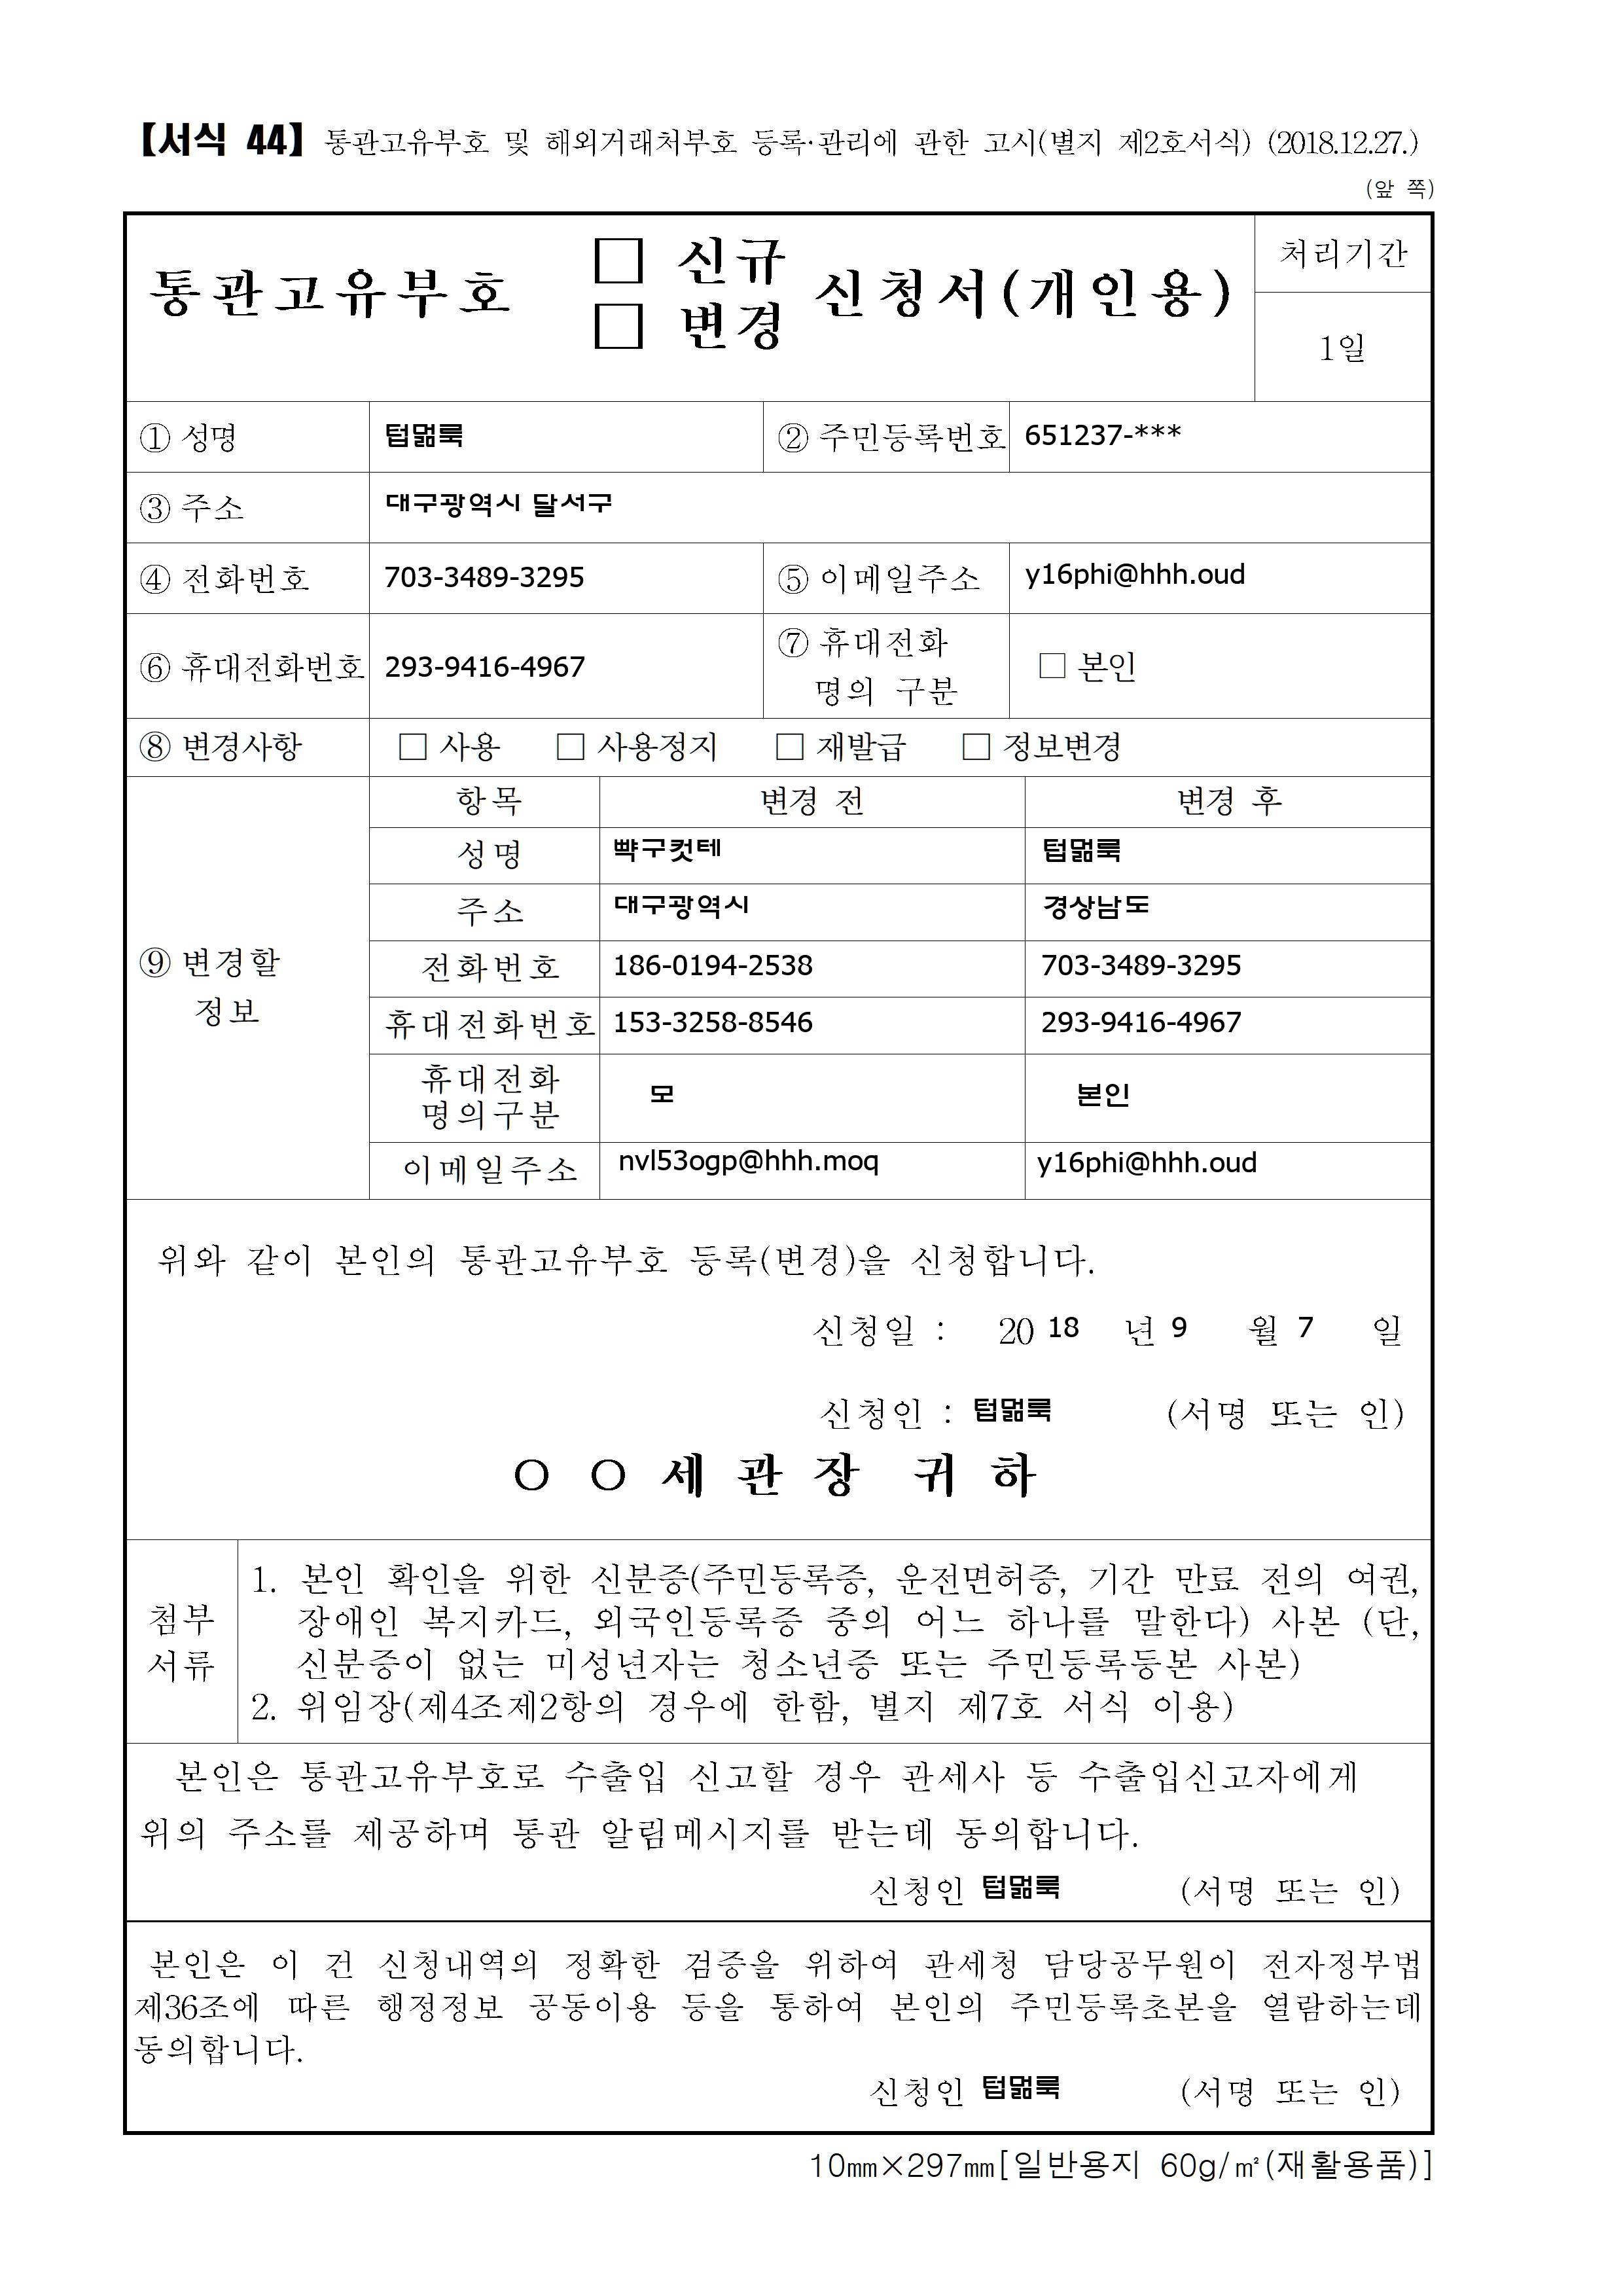 【서식 44】 통관고유부호 및 해외거래처부호 등록·관리에 관한 고시(별지 제2호서식) (2018.12.27.)
(앞 쪽)
통관고유부호 □ 신규 □ 변경 신청서(개인용)
처리기간
1일
① 성명 텁멂룩 ② 주민등록번호 651237-***
③ 주소 대구광역시 달서구
④ 전화번호 703-3489-3295 ⑤ 이메일주소 y16phi@hhh.oud
⑥ 휴대전화번호 293-9416-4967 ⑦ 휴대전화 명의 구분 □ 본인
⑧ 변경사항 □ 사용 □ 사용정지 □ 재발급 □ 정보변경
⑨ 변경할 정보
항목 변경 전 변경 후
성명 뺙구컷테 텁멂룩
주소 대구광역시 경상남도
전화번호 186-0194-2538 703-3489-3295
휴대전화번호 153-3258-8546 293-9416-4967
휴대전화 명의구분 모 본인
이메일주소 nvl53ogp@hhh.moq y16phi@hhh.oud
위와 같이 본인의 통관고유부호 등록(변경)을 신청합니다.
신청일 : 20 18 년 9 월 7 일
신청인 : 텁멂룩 (서명 또는 인)
○ ○ 세 관 장 귀 하
첨부 서류
1. 본인 확인을 위한 신분증(주민등록증, 운전면허증, 기간 만료 전의 여권,
장애인 복지카드, 외국인등록증 중의 어느 하나를 말한다) 사본 (단,
신분증이 없는 미성년자는 청소년증 또는 주민등록등본 사본)
2. 위임장(제4조제2항의 경우에 한함, 별지 제7호 서식 이용)
본인은 통관고유부호로 수출입 신고할 경우 관세사 등 수출입신고자에게
위의 주소를 제공하며 통관 알림메시지를 받는데 동의합니다.
신청인 텁멂룩 (서명 또는 인)
본인은 이 건 신청내역의 정확한 검증을 위하여 관세청 담당공무원이 전자정부법
제36조에 따른 행정정보 공동이용 등을 통하여 본인의 주민등록초본을 열람하는데
동의합니다.
신청인 텁멂룩 (서명 또는 인)
10㎜×297㎜[일반용지 60g/㎡(재활용품)]